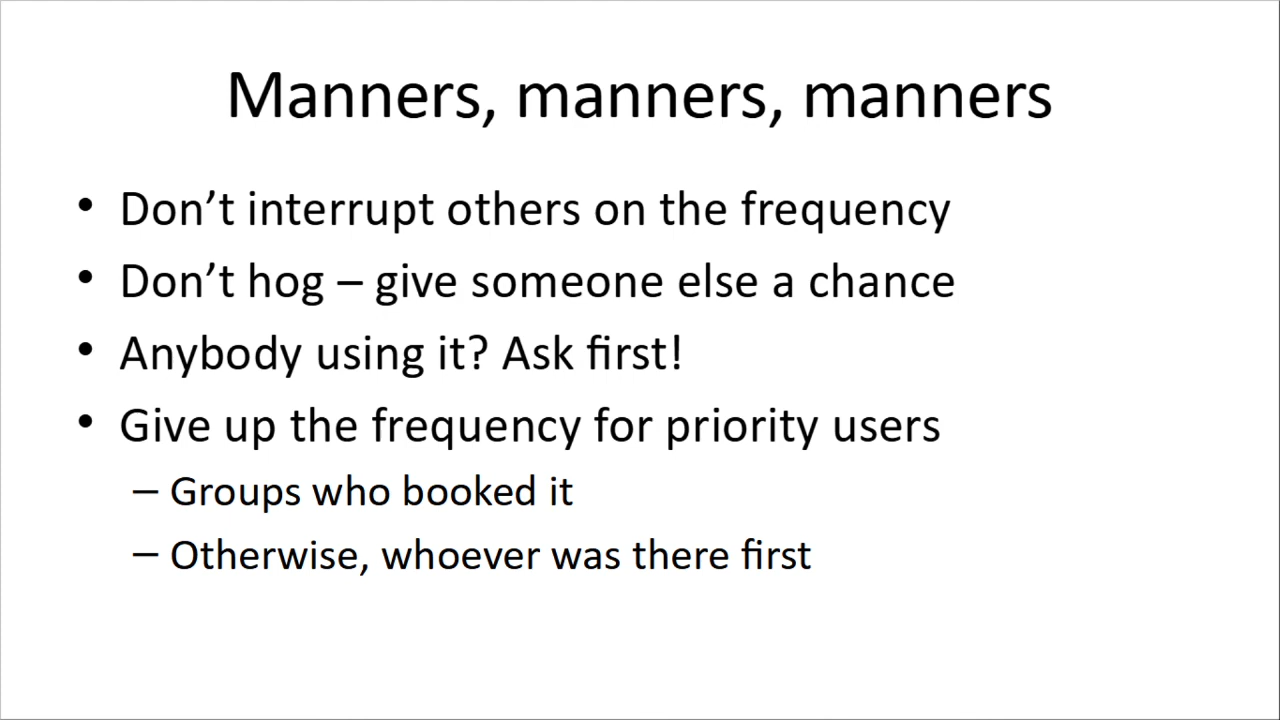 Manners, manners, manners
• Don’t interrupt others on the frequency
• Don’t hog – give someone else a chance
• Anybody using it? Ask first!
• Give up the frequency for priority users
– Groups who booked it
– Otherwise, whoever was there first